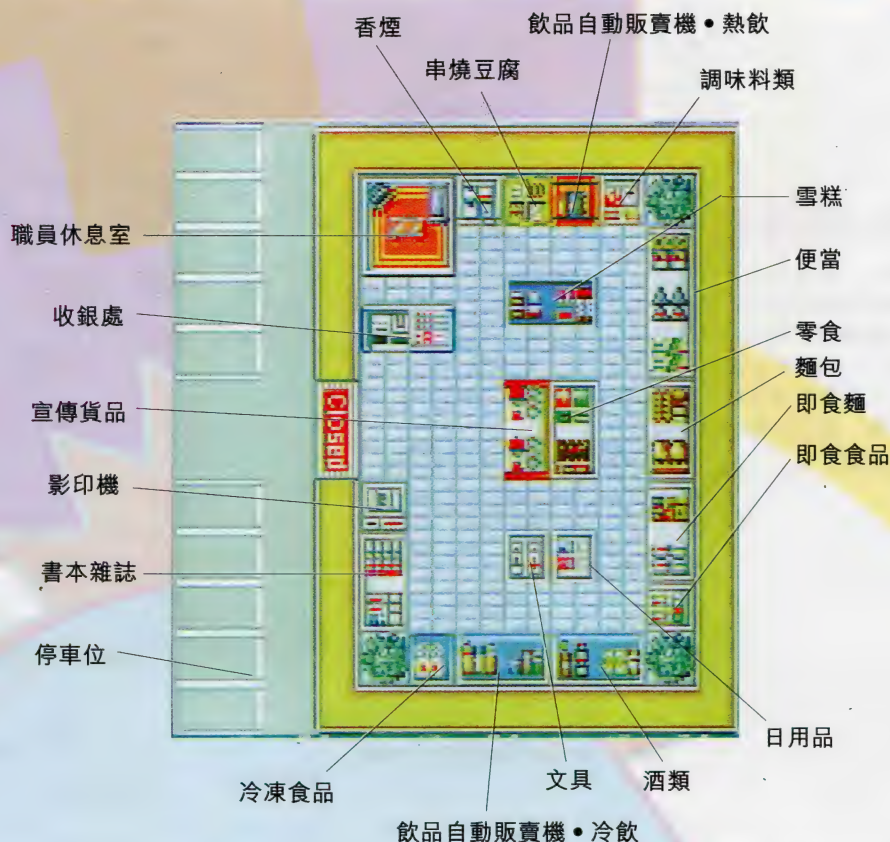 香煙
飲品自動販賣機•熱飲
串燒豆腐
調味料類
雪糕
職員休息室
便當
收銀處
零食
麵包
宣傳貨品
即食麵
即食食品
影印機
書本雜誌
停車位
日用品
冷凍食品
文具
酒類
飲品自動販賣機•冷飲
Closed